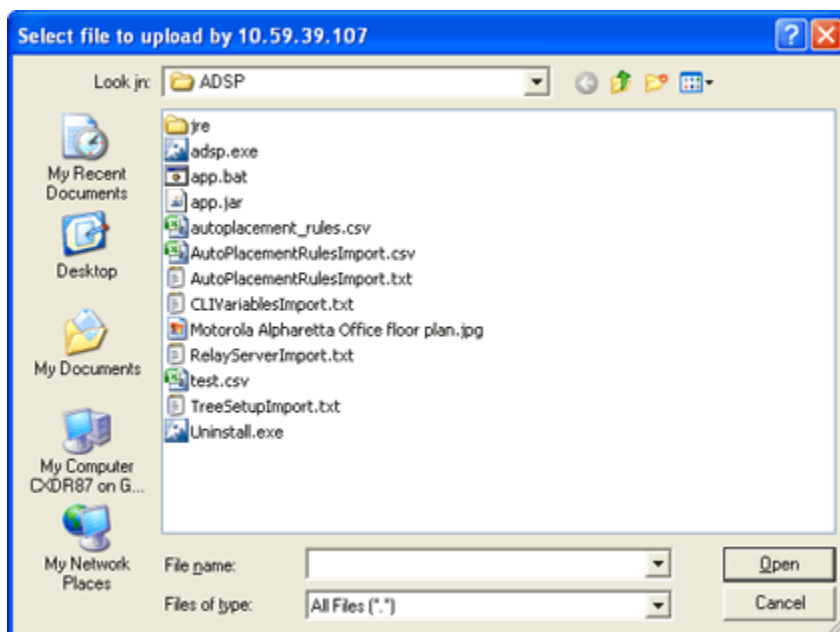 Select file to upload by 10.59.39.107
Look in: ADSP
My Recent
Documents
Desktop
My Documents
My Computer
CXDR87 on G...
My Network
Places
jre
adsp.exe
app.bat
app.jar
autoplacement_rules.csv
AutoPlacementRulesImport.csv
AutoPlacementRulesImport.txt
CLIVariablesImport.txt
Motorola Alpharetta Office floor plan.jpg
RelayServerImport.txt
test.csv
TreeSetupImport.txt
Uninstall.exe
File name:
Open
Files of type: All Files (".")
Cancel